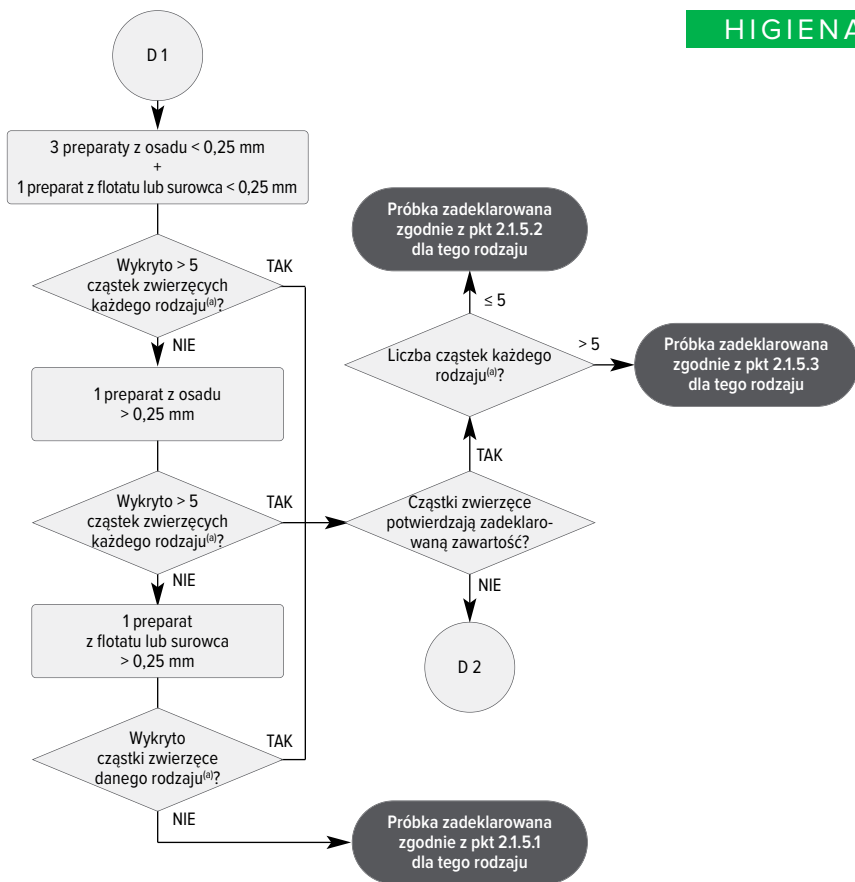 HIGIENA
D 1
3 preparaty z osadu < 0,25 mm
+
1 preparat z flotatu lub surowca < 0,25 mm
Wykryto > 5
cząstek zwierzęcych
każdego rodzaju(a)?
TAK
NIE
1 preparat z osadu
> 0,25 mm
Wykryto > 5
cząstek zwierzęcych
każdego rodzaju(a)?
TAK
NIE
1 preparat
z flotatu lub surowca
> 0,25 mm
Wykryto
cząstki zwierzęce
danego rodzaju(a)?
TAK
NIE
Próbka zadeklarowana
zgodnie z pkt 2.1.5.1
dla tego rodzaju
Próbka zadeklarowana
zgodnie z pkt 2.1.5.2
dla tego rodzaju
≤ 5
Liczba cząstek każdego
rodzaju(a)?
> 5
Próbka zadeklarowana
zgodnie z pkt 2.1.5.3
dla tego rodzaju
TAK
Cząstki zwierzęce
potwierdzają zadeklaro-
waną zawartość?
NIE
D 2